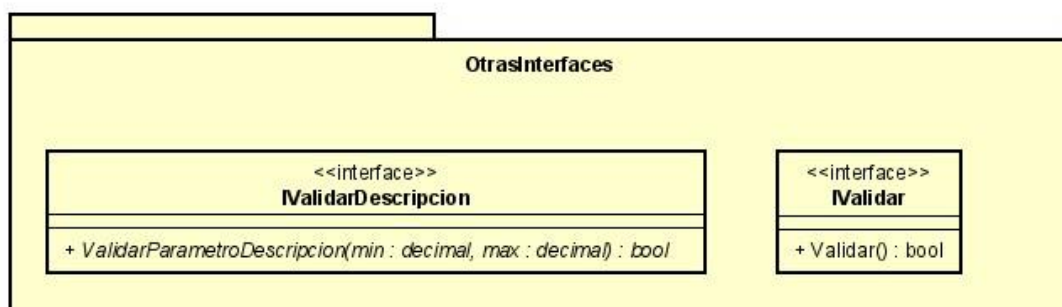 OtrasInterfaces
<<interface>>
IValidarDescripcion
+ ValidarParametroDescripcion(min : decimal, max : decimal) : bool
<<interface>>
IValidar
+ Validar() : bool